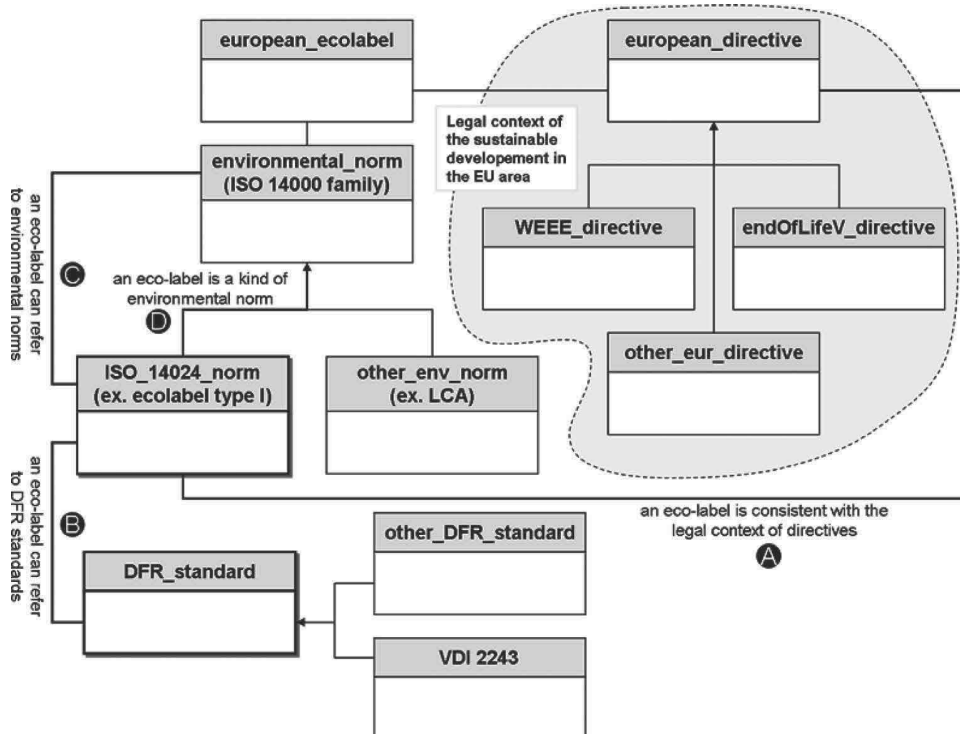 european_ecolabel
european_directive
Legal context of
the sustainable
developement in
the EU area
environmental_norm
(ISO 14000 family)
WEEE_directive
endOfLifeV_directive
an eco-label can refer
to environmental norms
C
an eco-label is a kind of
environmental norm
D
other_eur_directive
ISO_14024_norm
(ex. ecolabel type I)
other_env_norm
(ex. LCA)
an eco-label can refer
to DFR standards
B
an eco-label is consistent with the
legal context of directives
A
other_DFR_standard
DFR_standard
VDI 2243